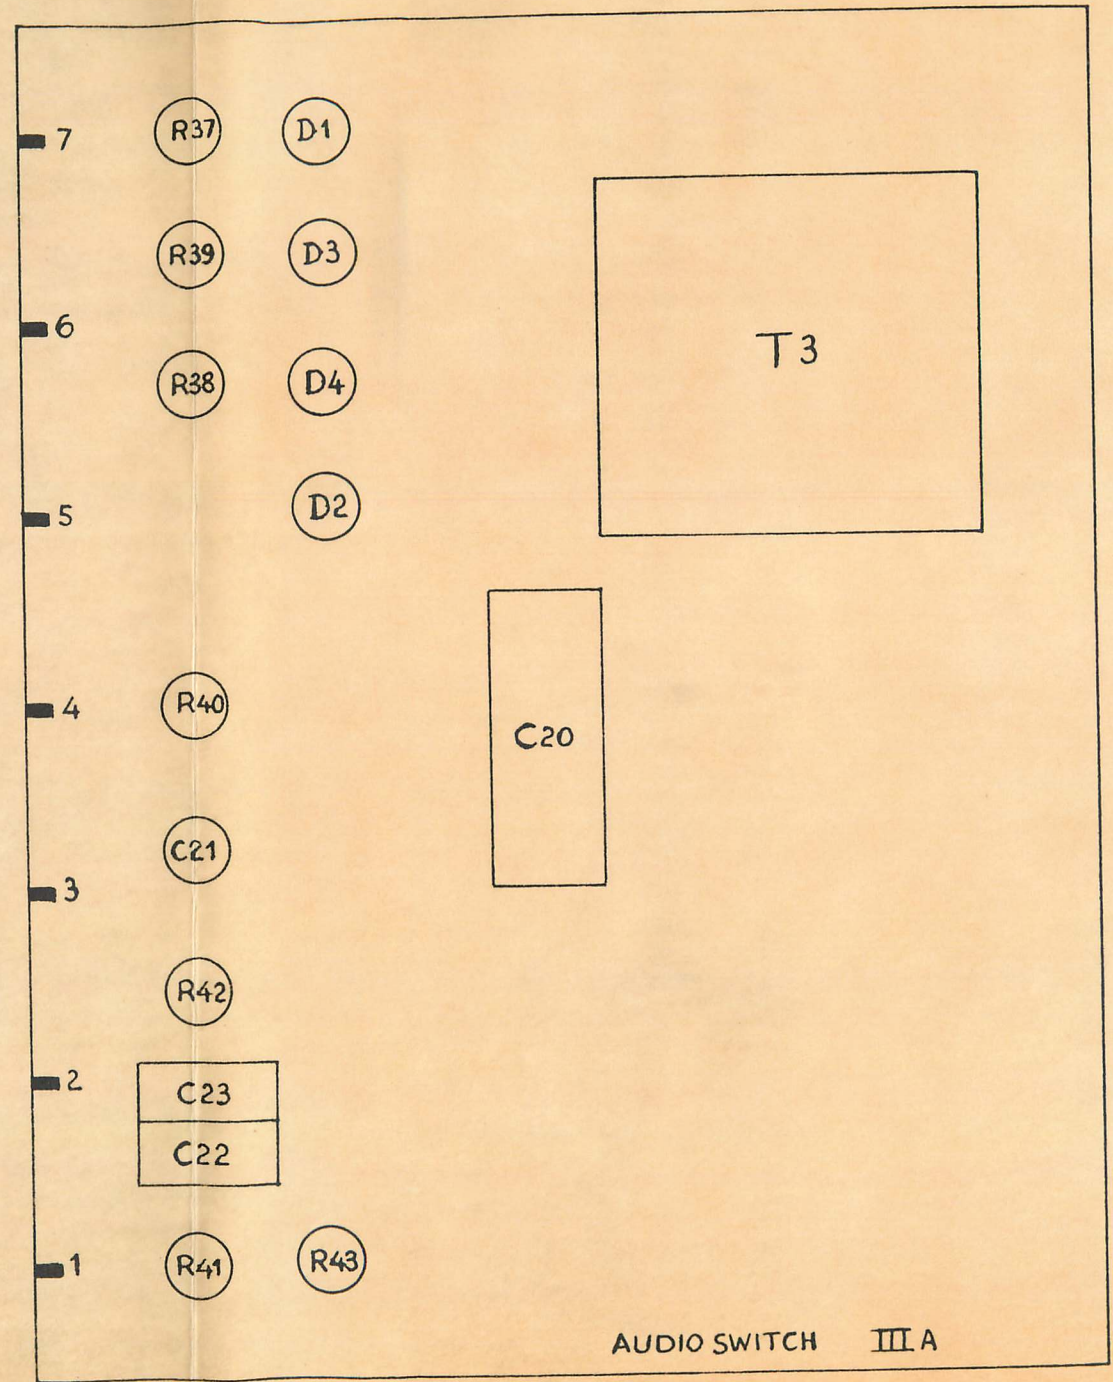 7 R37 D1
R39 D3
6
T3
R38 D4
5 D2
4 R40
C20
C21
3
R42
2 C23
C22
1 R41 R43
AUDIO SWITCH III A